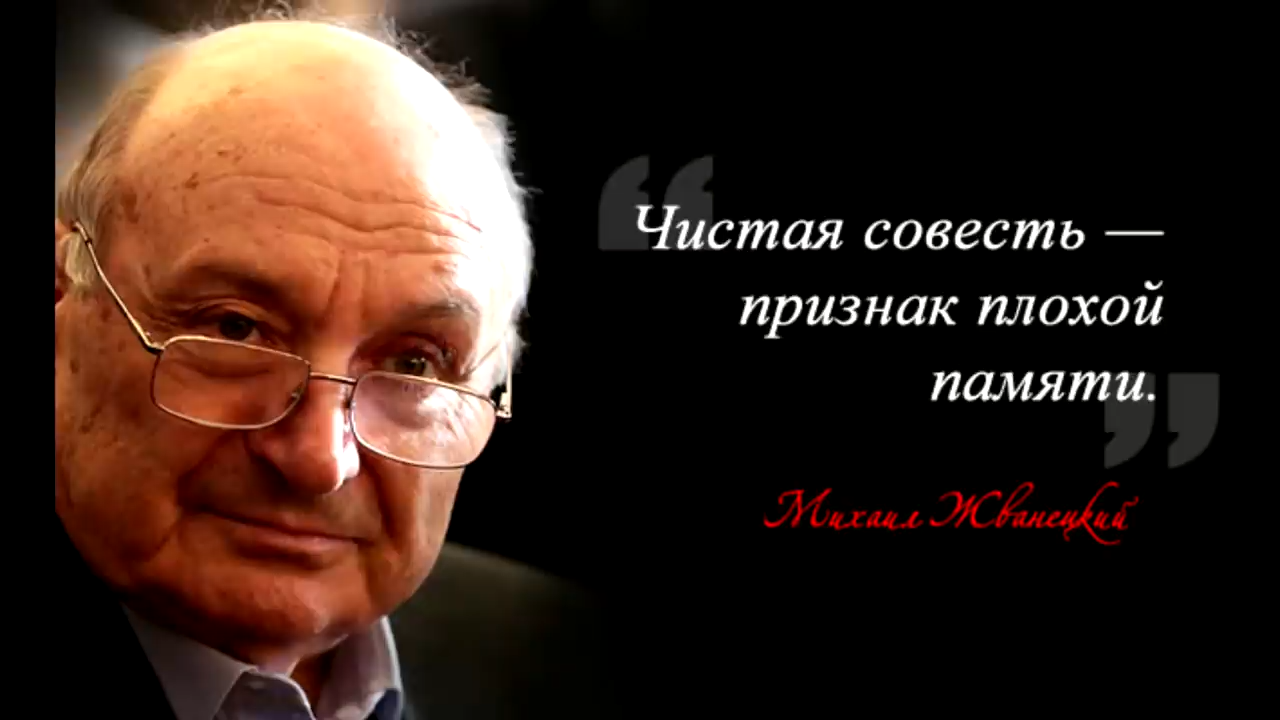 Чистая совесть —
признак плохой
памяти.
Михаил Жванецкий